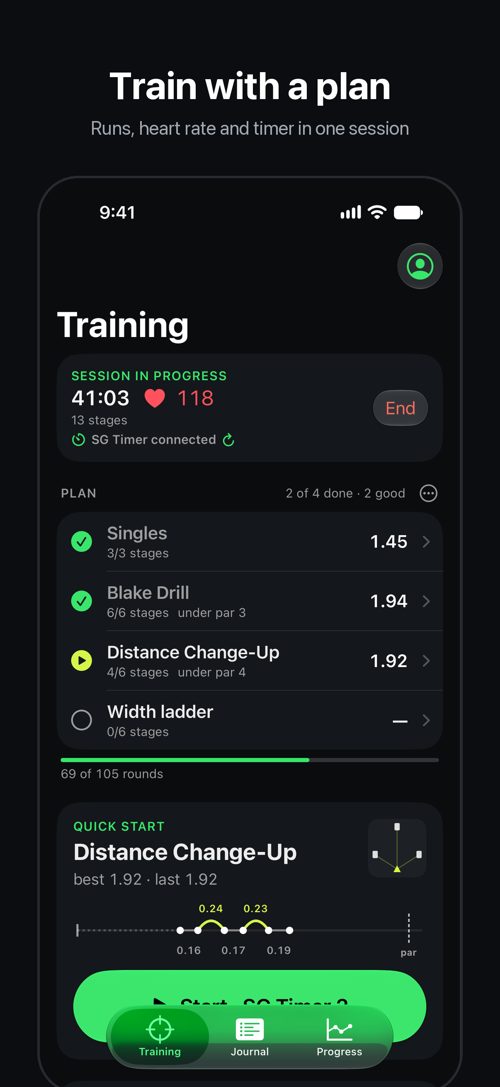 Train with a plan
Runs, heart rate and timer in one session
9:41
Training
SESSION IN PROGRESS
41:03 118
13 stages
SG Timer connected
End
PLAN 2 of 4 done · 2 good
Singles 1.45
3/3 stages
Blake Drill 1.94
6/6 stages under par 3
Distance Change-Up 1.92
4/6 stages under par 4
Width ladder —
0/6 stages
69 of 105 rounds
QUICK START
Distance Change-Up
best 1.92 · last 1.92
0.24 0.23
0.16 0.17 0.19
par
Start
SG Timer 2
Training Journal Progress